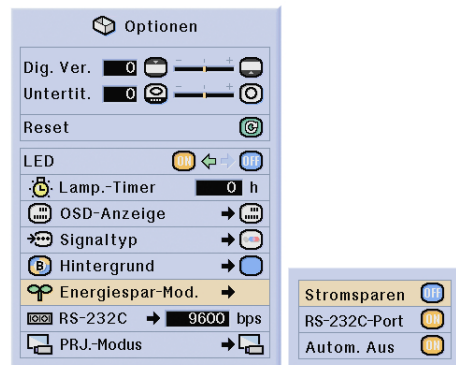 Optionen
Dig. Ver. 0 - +
Untertit. 0 - +
Reset
LED ON OFF
Lamp.-Timer 0 h
OSD-Anzeige
Signaltyp
B Hintergrund
Energiespar-Mod.
RS-232C 9600 bps
PRJ.-Modus
Stromsparen OFF
RS-232C-Port ON
Autom. Aus ON